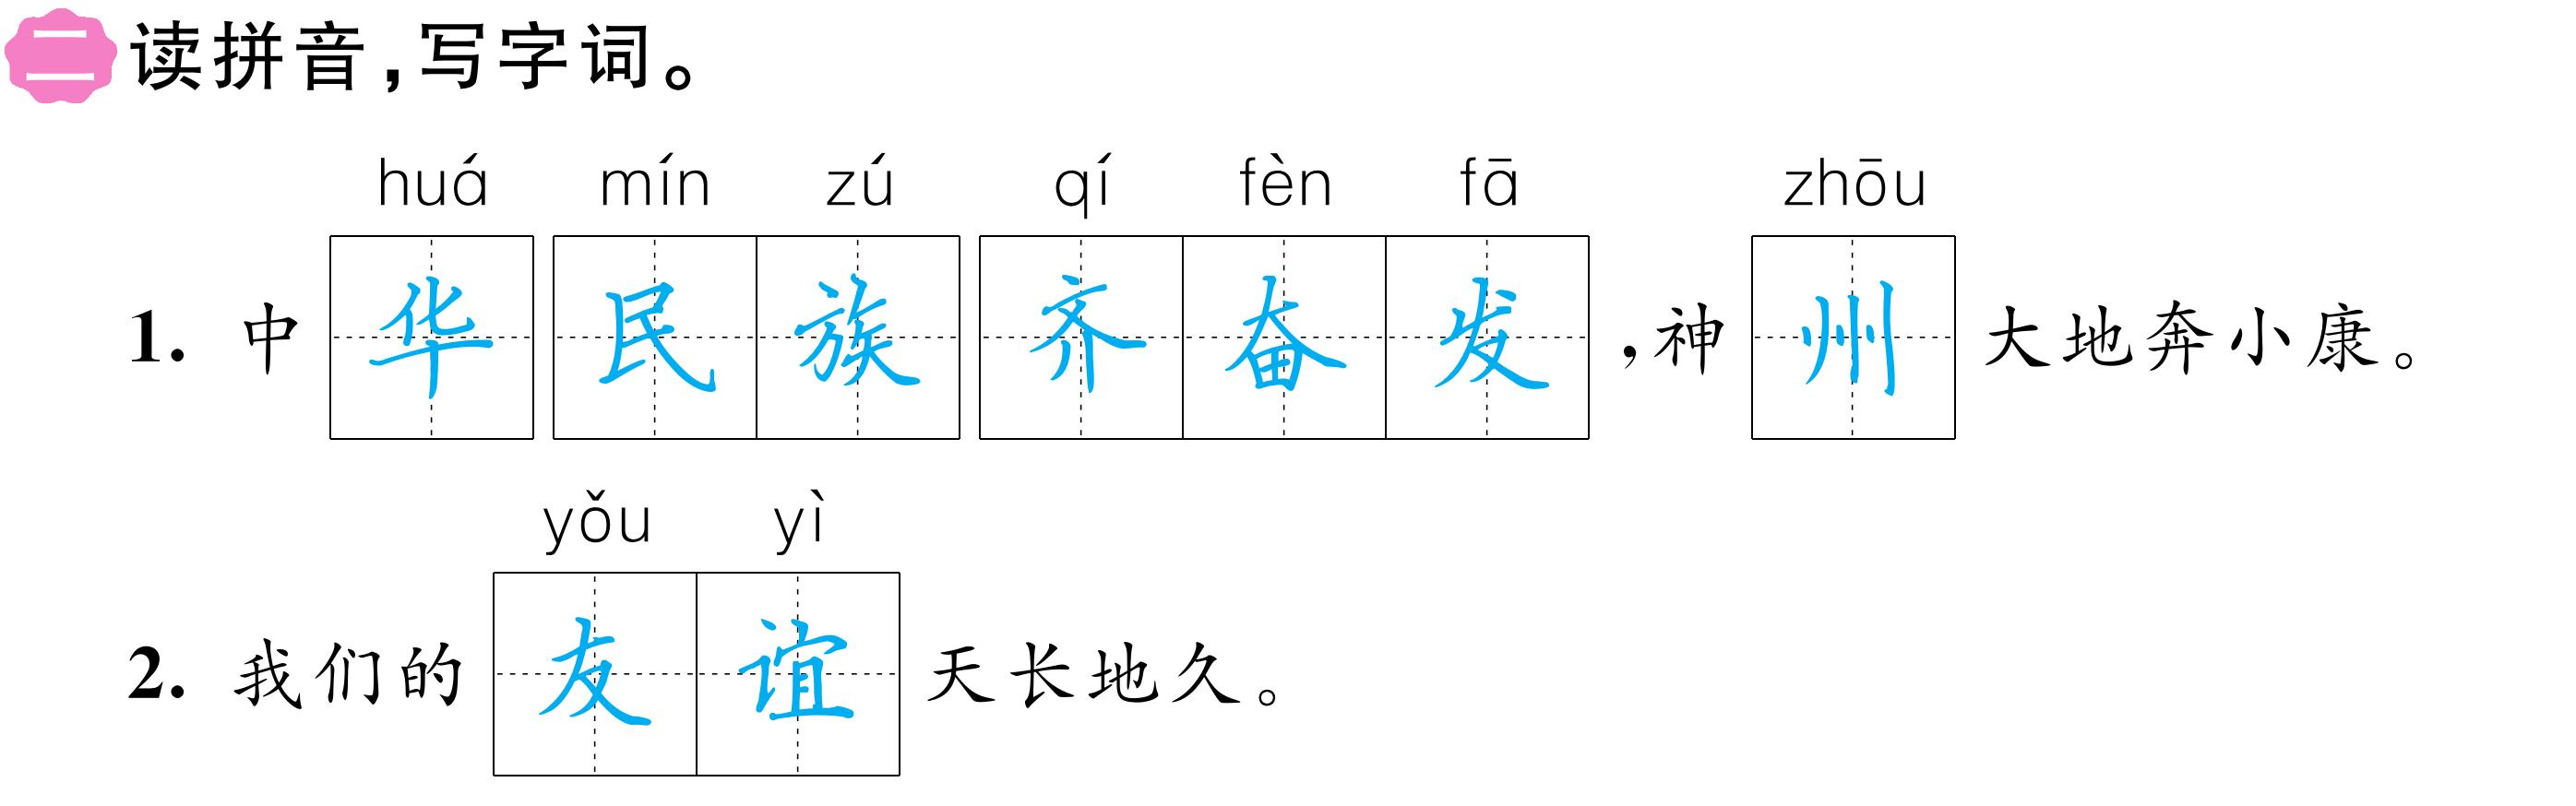 二 读拼音,写字词。
huá mín zú qí fèn fā zhōu
1. 中华民族齐奋发,神州大地奔小康。
yǒu yì
2. 我们的友谊天长地久。